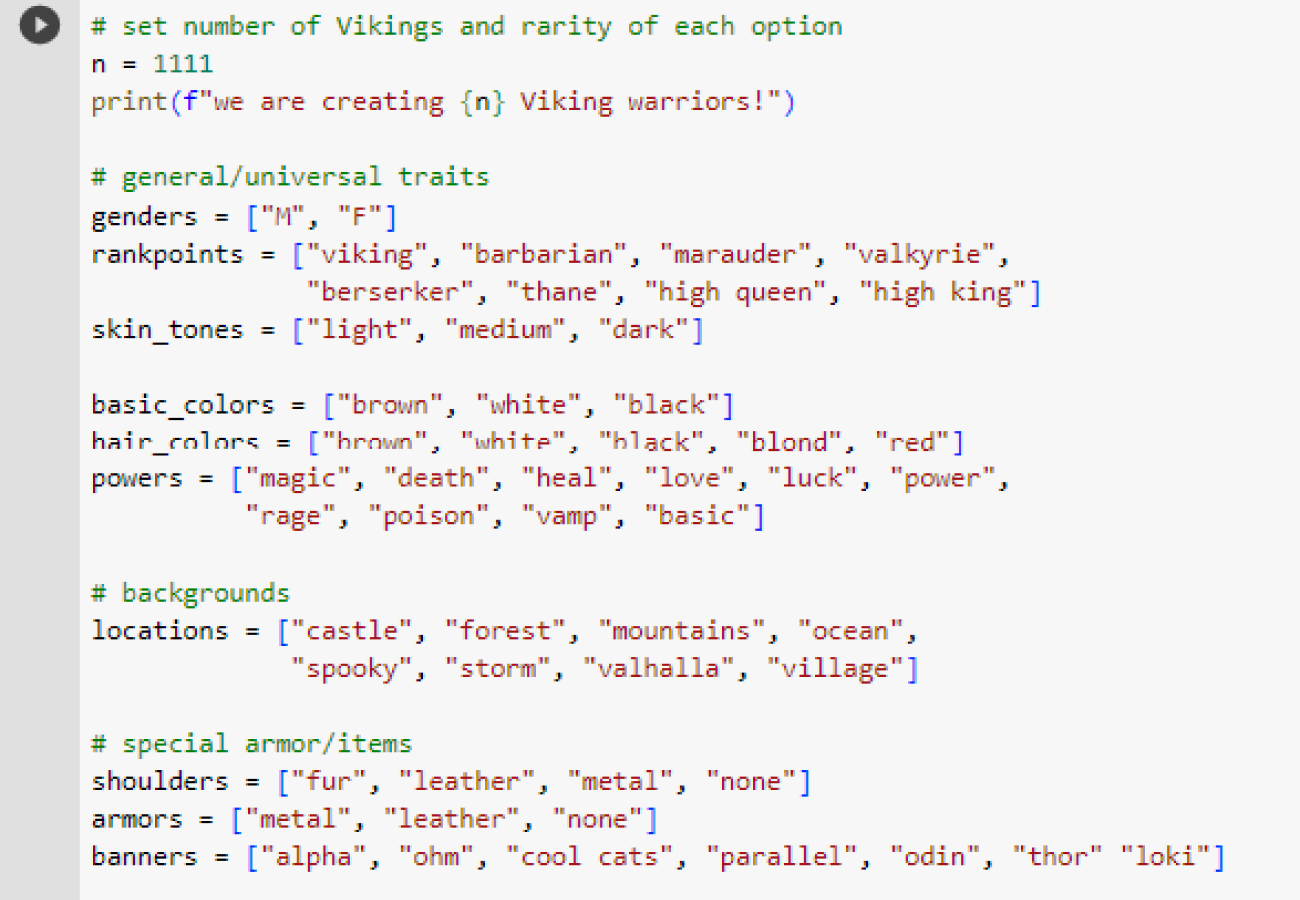 # set number of Vikings and rarity of each option
n = 1111
print(f"we are creating {n} Viking warriors!")
# general/universal traits
genders = ["M", "F"]
rankpoints = ["viking", "barbarian", "marauder", "valkyrie",
"berserker", "thane", "high queen", "high king"]
skin_tones = ["light", "medium", "dark"]
basic_colors = ["brown", "white", "black"]
hair_colors = ["brown", "white", "black", "blond", "red"]
powers = ["magic", "death", "heal", "love", "luck", "power",
"rage", "poison", "vamp", "basic"]
# backgrounds
locations = ["castle", "forest", "mountains", "ocean",
"spooky", "storm", "valhalla", "village"]
# special armor/items
shoulders = ["fur", "leather", "metal", "none"]
armors = ["metal", "leather", "none"]
banners = ["alpha", "ohm", "cool cats", "parallel", "odin", "thor" "loki"]